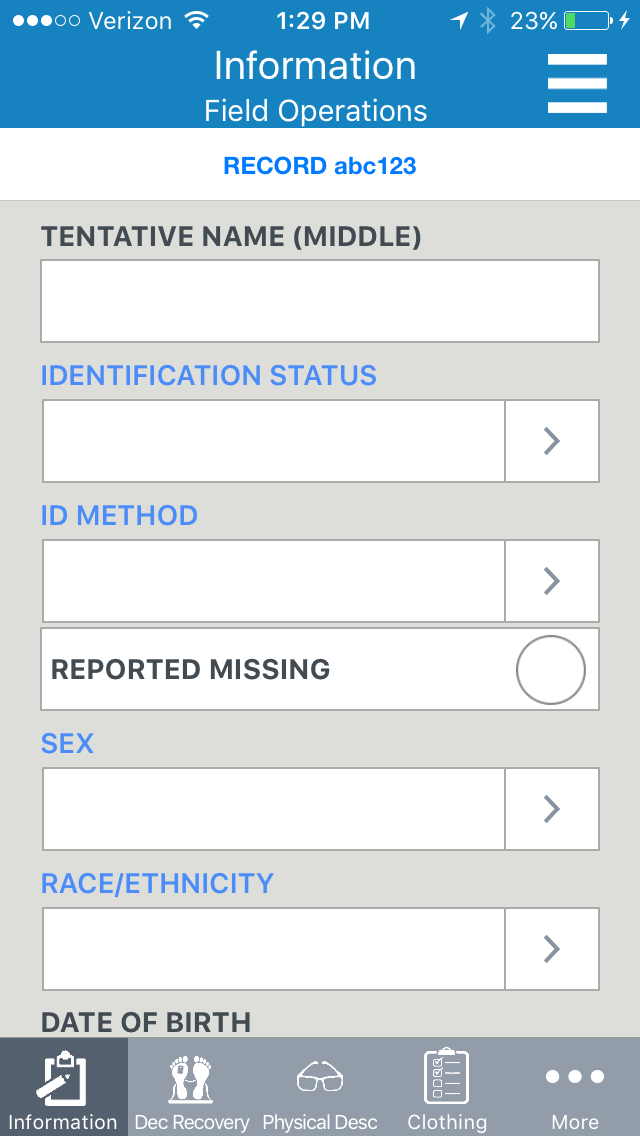 Verizon 1:29 PM 23%
Information
Field Operations
RECORD abc123
TENTATIVE NAME (MIDDLE)
IDENTIFICATION STATUS
ID METHOD
REPORTED MISSING
SEX
RACE/ETHNICITY
DATE OF BIRTH
Information Dec Recovery Physical Desc Clothing More